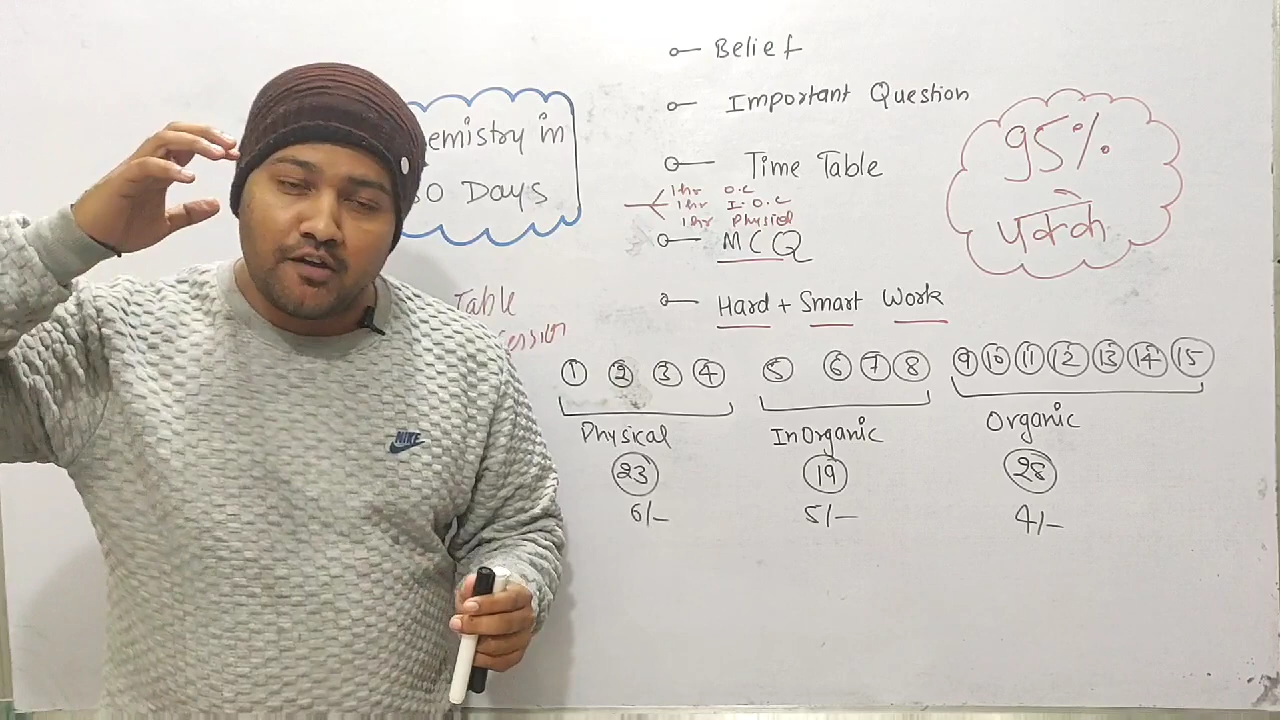 Belief
Important Question
emistry in
30 Days
Time Table
1hr O.C
1hr I.O.C
1hr Physical
MCQ
95%
पक्का
Hard + Smart Work
Table
ession
1 2 3 4 5 6 7 8 9 10 11 12 13 14 15
Physical InOrganic Organic
23 19 28
6/- 5/- 4/-
NIKE